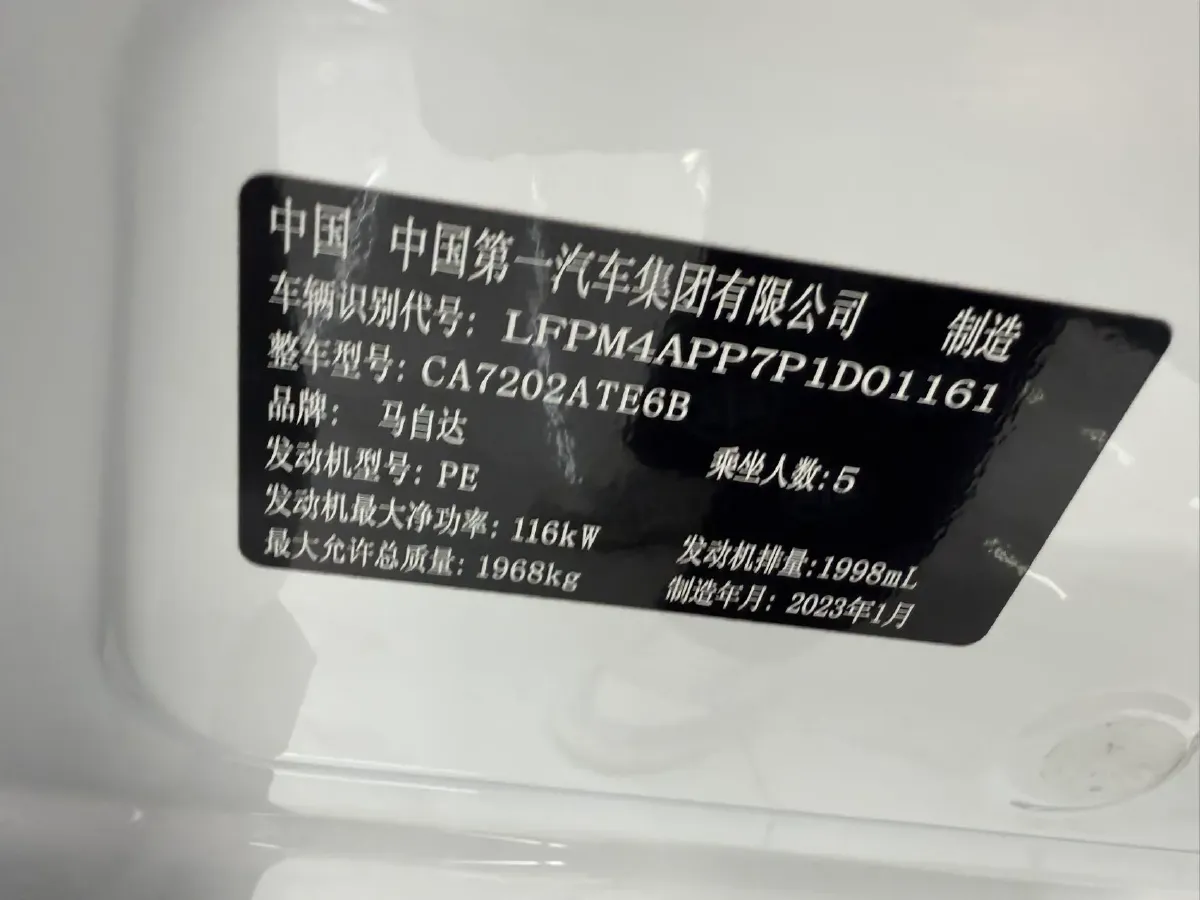 中国 中国第一汽车集团有限公司 制造
车辆识别代号: LFPM4APP7P1D01161
整车型号: CA7202ATE6B
品牌: 马自达
发动机型号: PE 乘坐人数:5
发动机最大净功率: 116kW 发动机排量:1998mL
最大允许总质量: 1968kg 制造年月: 2023年1月